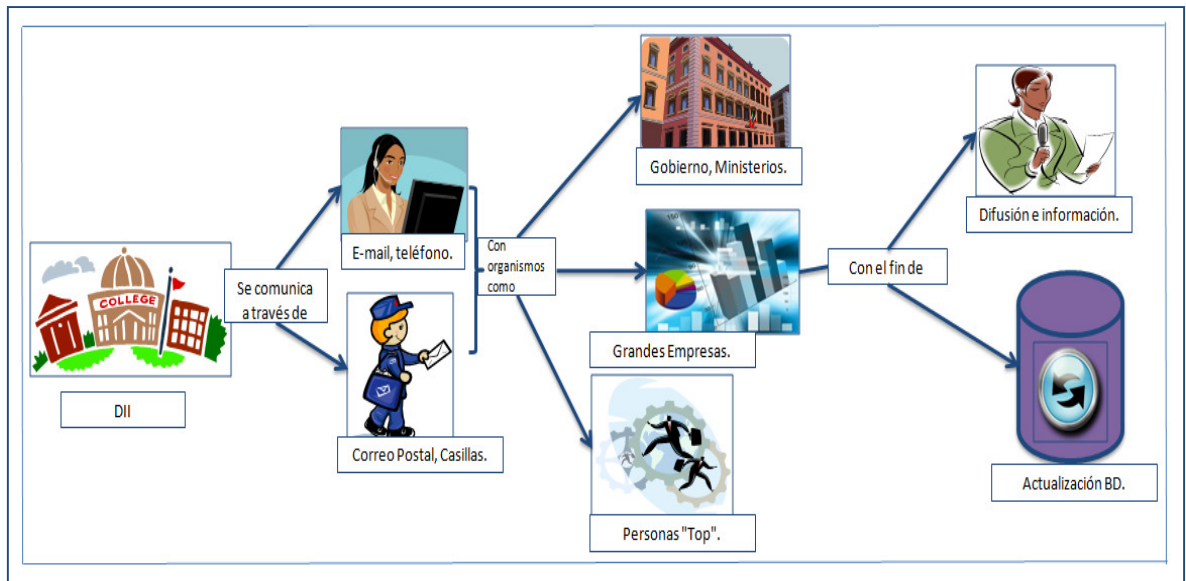 COLLEGE
DII
Se comunica
a través de
E-mail, teléfono.
Correo Postal, Casillas.
Con
organismos
como
Gobierno, Ministerios.
Grandes Empresas.
Personas "Top".
Con el fin de
Difusión e información.
Actualización BD.